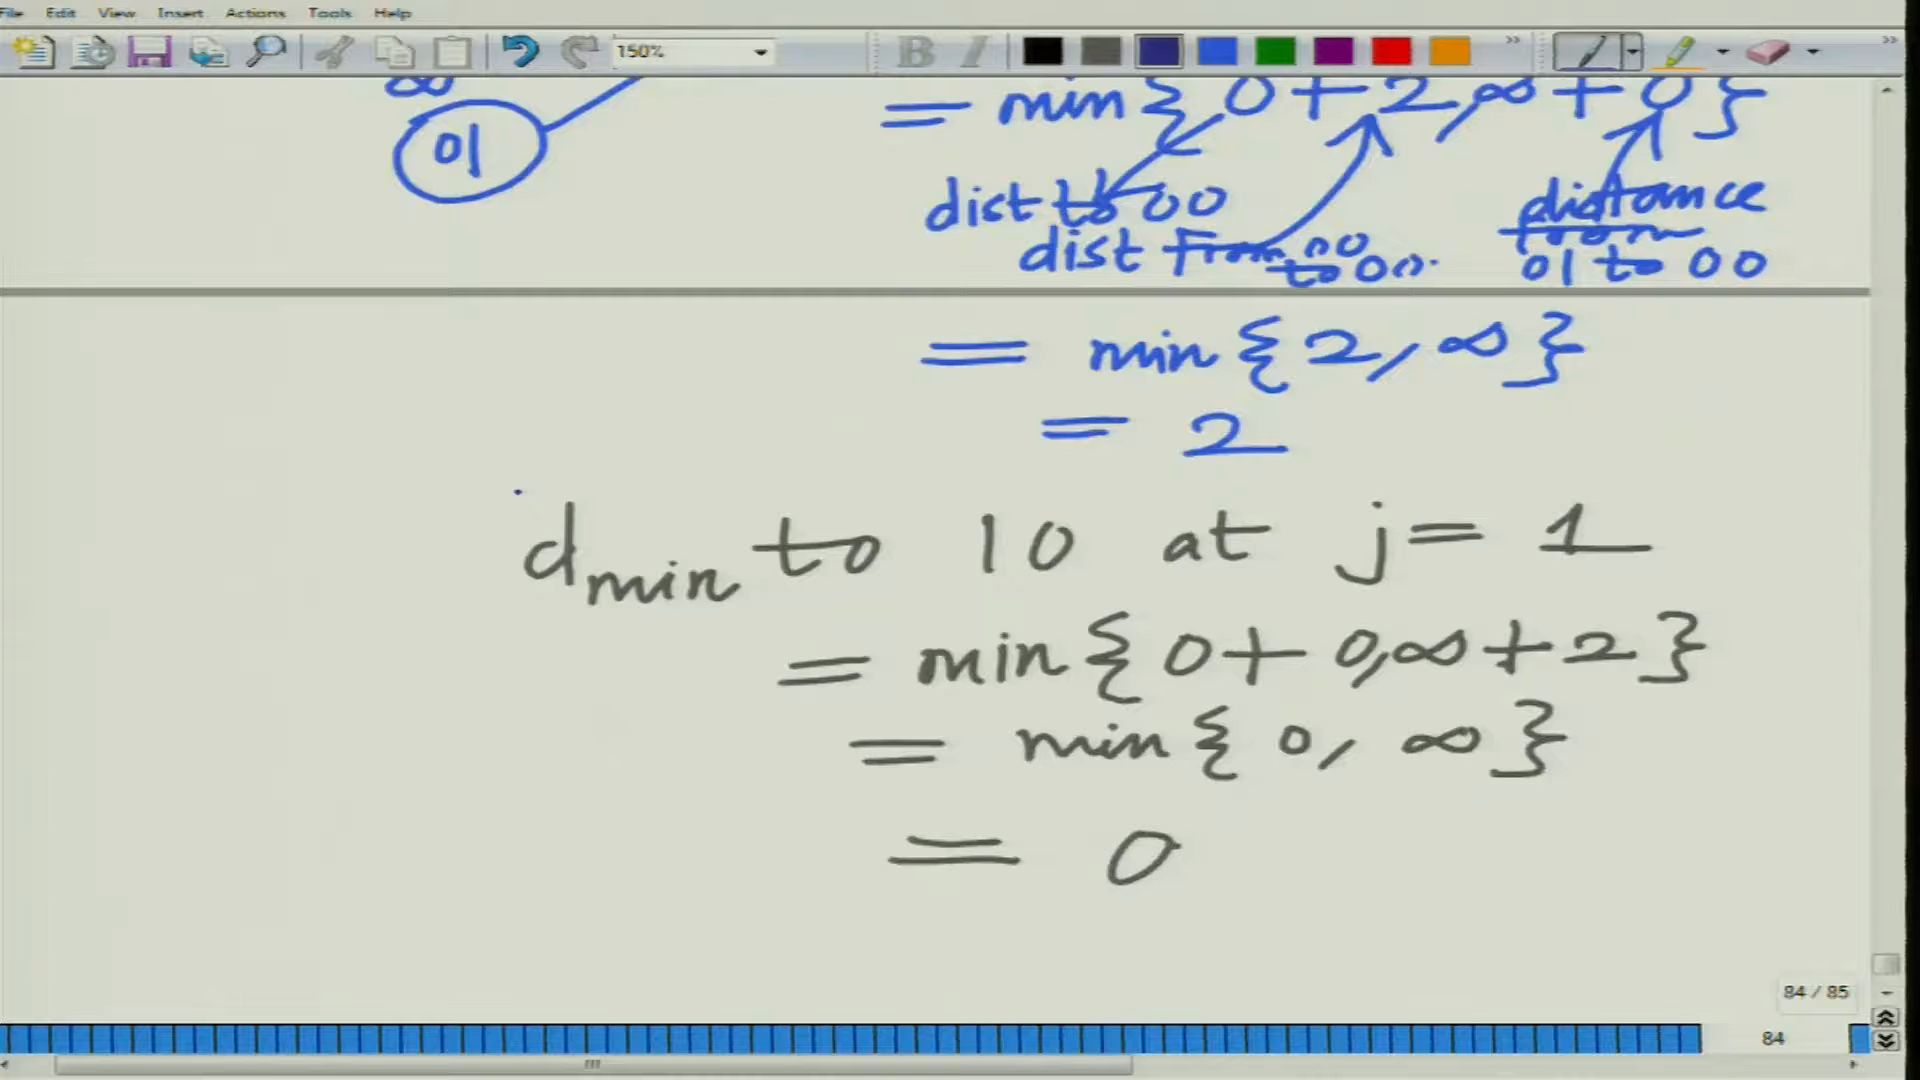 File Edit View Insert Actions Tools Help
150% B I
∞
01
= min{0+2,∞+0}
dist to 00
dist from 00 to 00.
distance from 01 to 00
= min{2,∞}
= 2
dmin to 10 at j=1
= min{0+0,∞+2}
= min{0,∞}
= 0
84 / 85
84